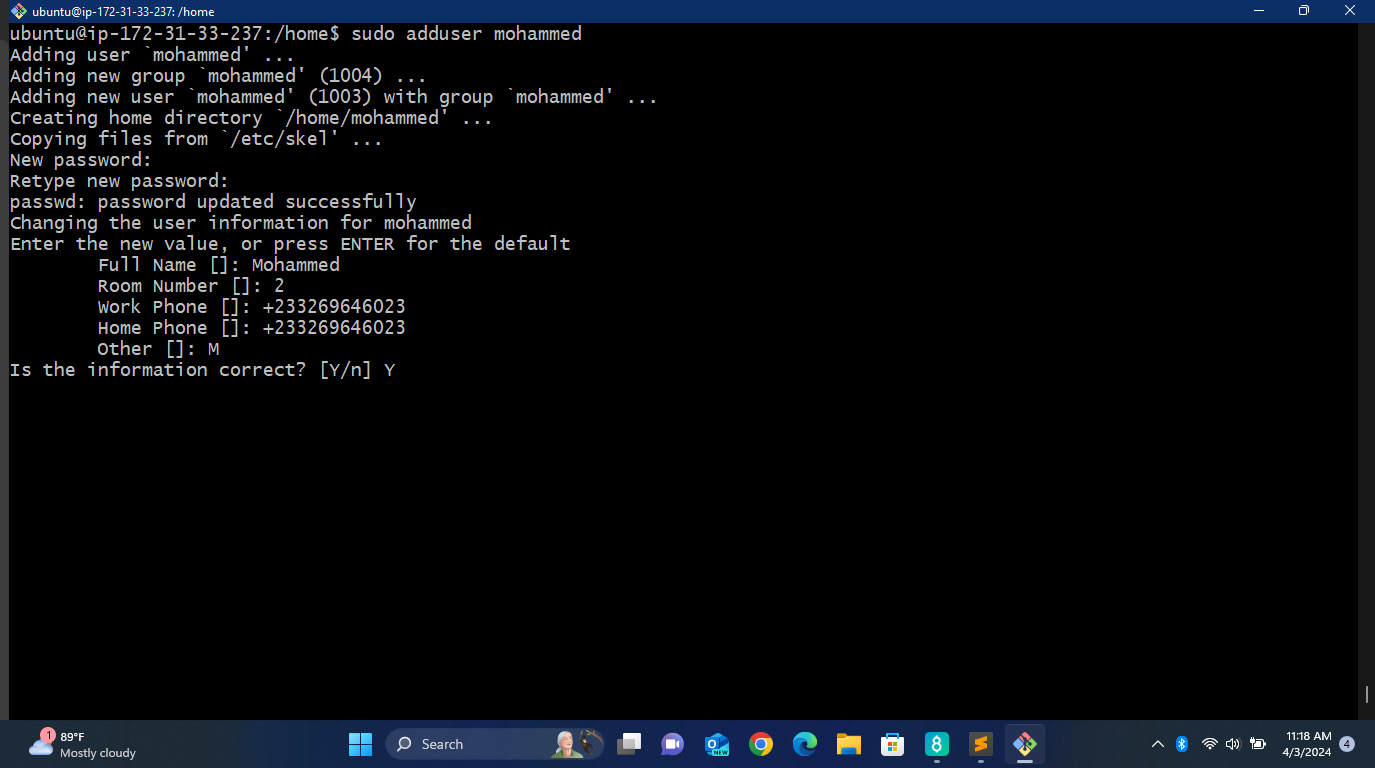 ubuntu@ip-172-31-33-237: /home
ubuntu@ip-172-31-33-237:/home$ sudo adduser mohammed
Adding user `mohammed' ...
Adding new group `mohammed' (1004) ...
Adding new user `mohammed' (1003) with group `mohammed' ...
Creating home directory `/home/mohammed' ...
Copying files from `/etc/skel' ...
New password:
Retype new password:
passwd: password updated successfully
Changing the user information for mohammed
Enter the new value, or press ENTER for the default
        Full Name []: Mohammed
        Room Number []: 2
        Work Phone []: +233269646023
        Home Phone []: +233269646023
        Other []: M
Is the information correct? [Y/n] Y
1
89°F
Mostly cloudy
Search
NEW
8
11:18 AM
4/3/2024
4